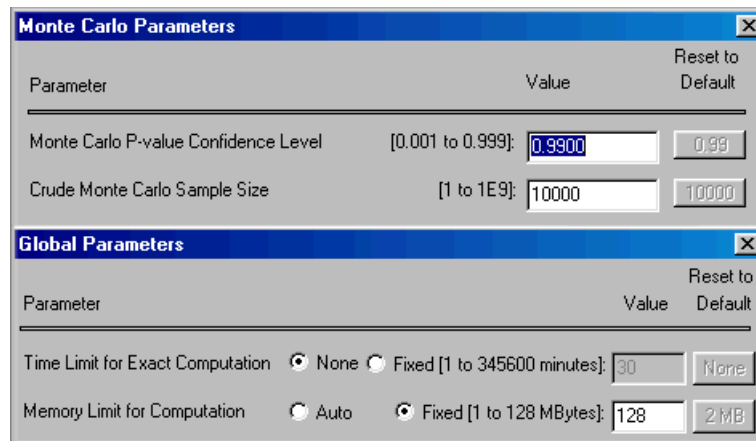 Monte Carlo Parameters
Reset to
Parameter Value Default
Monte Carlo P-value Confidence Level [0.001 to 0.999]: 0.9900 0.99
Crude Monte Carlo Sample Size [1 to 1E9]: 10000 10000
Global Parameters
Reset to
Parameter Value Default
Time Limit for Exact Computation None Fixed [1 to 345600 minutes]: 30 None
Memory Limit for Computation Auto Fixed [1 to 128 MBytes]: 128 2 MB